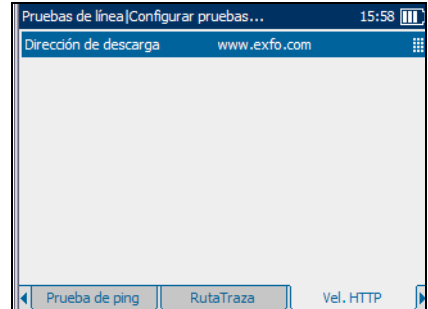 Pruebas de línea|Configurar pruebas... 15:58
Dirección de descarga www.exfo.com
Prueba de ping RutaTraza Vel. HTTP